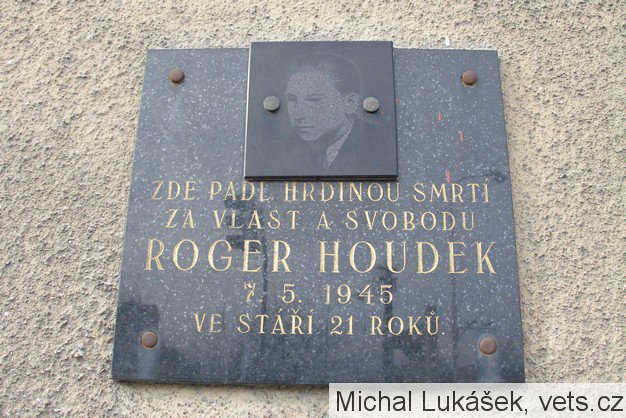 ZDE PADL HRDINOU SMRTÍ
ZA VLAST A SVOBODU
ROGER HOUDEK
7. 5. 1945
VE STÁŘÍ 21 ROKŮ
Michal Lukášek, vets.cz